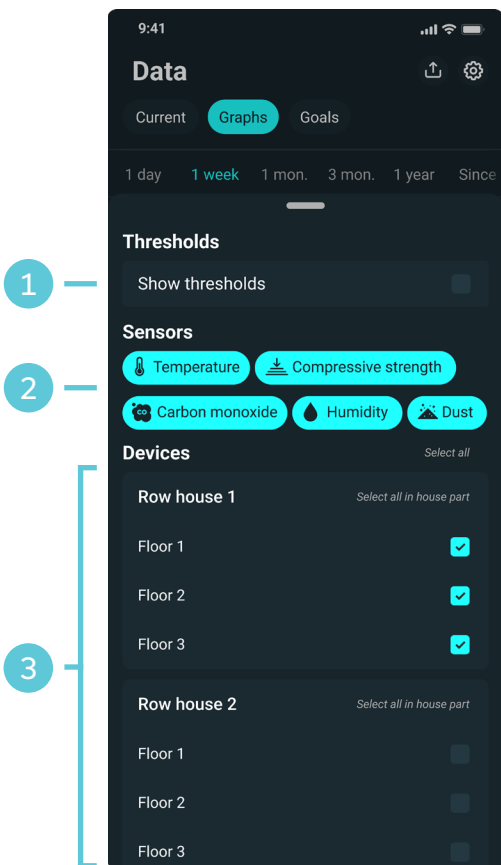 9:41
Data
Current Graphs Goals
1 day 1 week 1 mon. 3 mon. 1 year Since
Thresholds
1
Show thresholds
Sensors
2
Temperature Compressive strength
CO Carbon monoxide Humidity Dust
Devices Select all
Row house 1 Select all in house part
Floor 1
Floor 2
Floor 3
3
Row house 2 Select all in house part
Floor 1
Floor 2
Floor 3